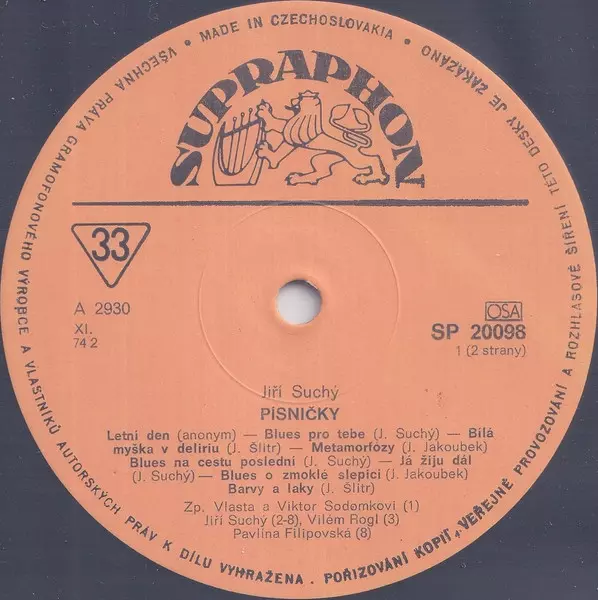 VŠECHNA PRÁVA GRAMOFONOVÉHO VÝROBCE A VLASTNÍKŮ AUTORSKÝCH PRÁV K DÍLU VYHRAŽENA . POŘIZOVÁNÍ KOPIÍ, VEŘEJNÉ PROVOZOVÁNÍ A ROZHLASOVÉ ŠÍŘENÍ TÉTO DESKY JE ZAKÁZÁNO
• MADE IN CZECHOSLOVAKIA •
SUPRAPHON
33
A 2930
XI.
74 2
OSA
SP 20098
1 (2 strany)
Jiří Suchý
PÍSNIČKY
Letní den (anonym) — Blues pro tebe (J. Suchý) — Bílá
myška v deliriu (J. Šlitr) — Metamorfózy (J. Jakoubek)
Blues na cestu poslední (J. Suchý) — Já žiju dál
(J. Suchý) — Blues o zmoklé slepici (J. Jakoubek)
Barvy a laky (J. Šlitr)
Zp. Vlasta a Viktor Sodomkovi (1)
Jiří Suchý (2-8), Vilém Rogl (3)
Pavlína Filipovská (8)